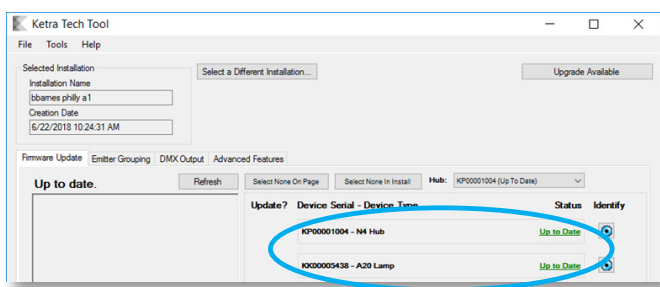 Ketra Tech Tool
File Tools Help
Selected Installation
Select a Different Installation...
Upgrade Available
Installation Name
bbarnes philly a1
Creation Date
6/22/2018 10:24:31 AM
Firmware Update Emitter Grouping DMX Output Advanced Features
Up to date. Refresh Select None On Page Select None In Install Hub: KP00001004 (Up To Date)
Update? Device Serial - Device Type Status Identify
KP00001004 - N4 Hub Up to Date
KK00005438 - A20 Lamp Up to Date